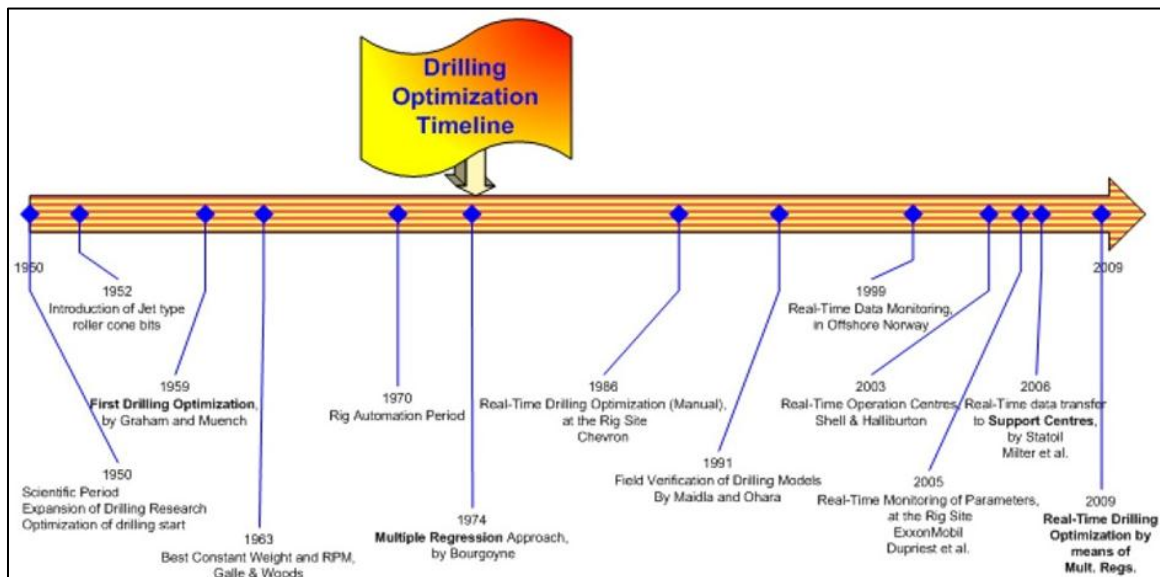 Drilling
Optimization
Timeline
1950
2009
1950
Scientific Period
Expansion of Drilling Research
Optimization of drilling start
1952
Introduction of Jet type
roller cone bits
1959
First Drilling Optimization,
by Graham and Muench
1963
Best Constant Weight and RPM,
Galle & Woods
1970
Rig Automation Period
1974
Multiple Regression Approach,
by Bourgoyne
1986
Real-Time Drilling Optimization (Manual),
at the Rig Site
Chevron
1991
Field Verification of Drilling Models
By Maidla and Ohara
1999
Real-Time Data Monitoring,
in Offshore Norway
2003
Real-Time Operation Centres,
Shell & Halliburton
2005
Real-Time Monitoring of Parameters,
at the Rig Site
ExxonMobil
Dupriest et al.
2006
Real-Time data transfer
to Support Centres,
by Statoil
Milter et al.
2009
Real-Time Drilling
Optimization by
means of
Mult. Regs.